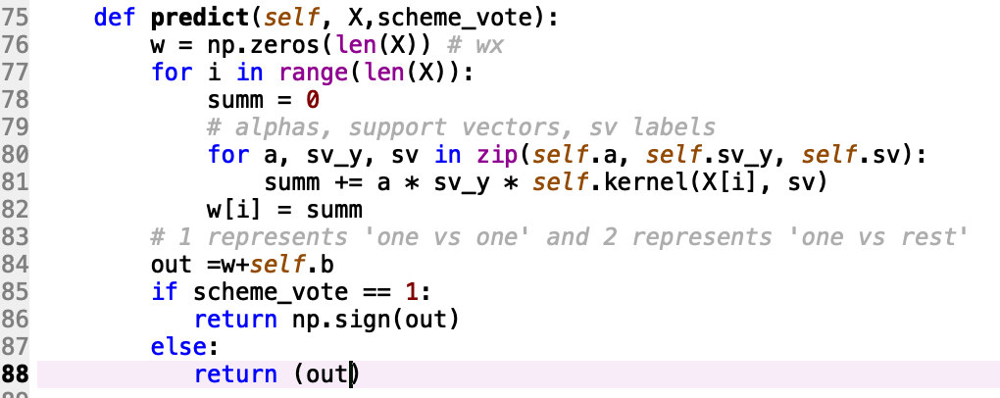 75    def predict(self, X,scheme_vote):
76        w = np.zeros(len(X)) # wx
77        for i in range(len(X)):
78            summ = 0
79            # alphas, support vectors, sv labels
80            for a, sv_y, sv in zip(self.a, self.sv_y, self.sv):
81                summ += a * sv_y * self.kernel(X[i], sv)
82            w[i] = summ
83        # 1 represents 'one vs one' and 2 represents 'one vs rest'
84        out =w+self.b
85        if scheme_vote == 1:
86           return np.sign(out)
87        else:
88           return (out)